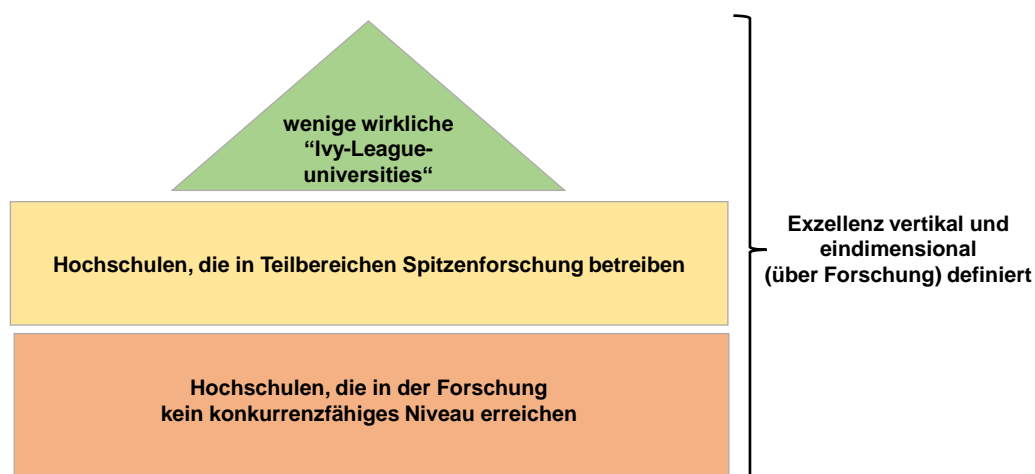 wenige wirkliche
“Ivy-League-
universities“
Hochschulen, die in Teilbereichen Spitzenforschung betreiben
Hochschulen, die in der Forschung
kein konkurrenzfähiges Niveau erreichen
Exzellenz vertikal und
eindimensional
(über Forschung) definiert